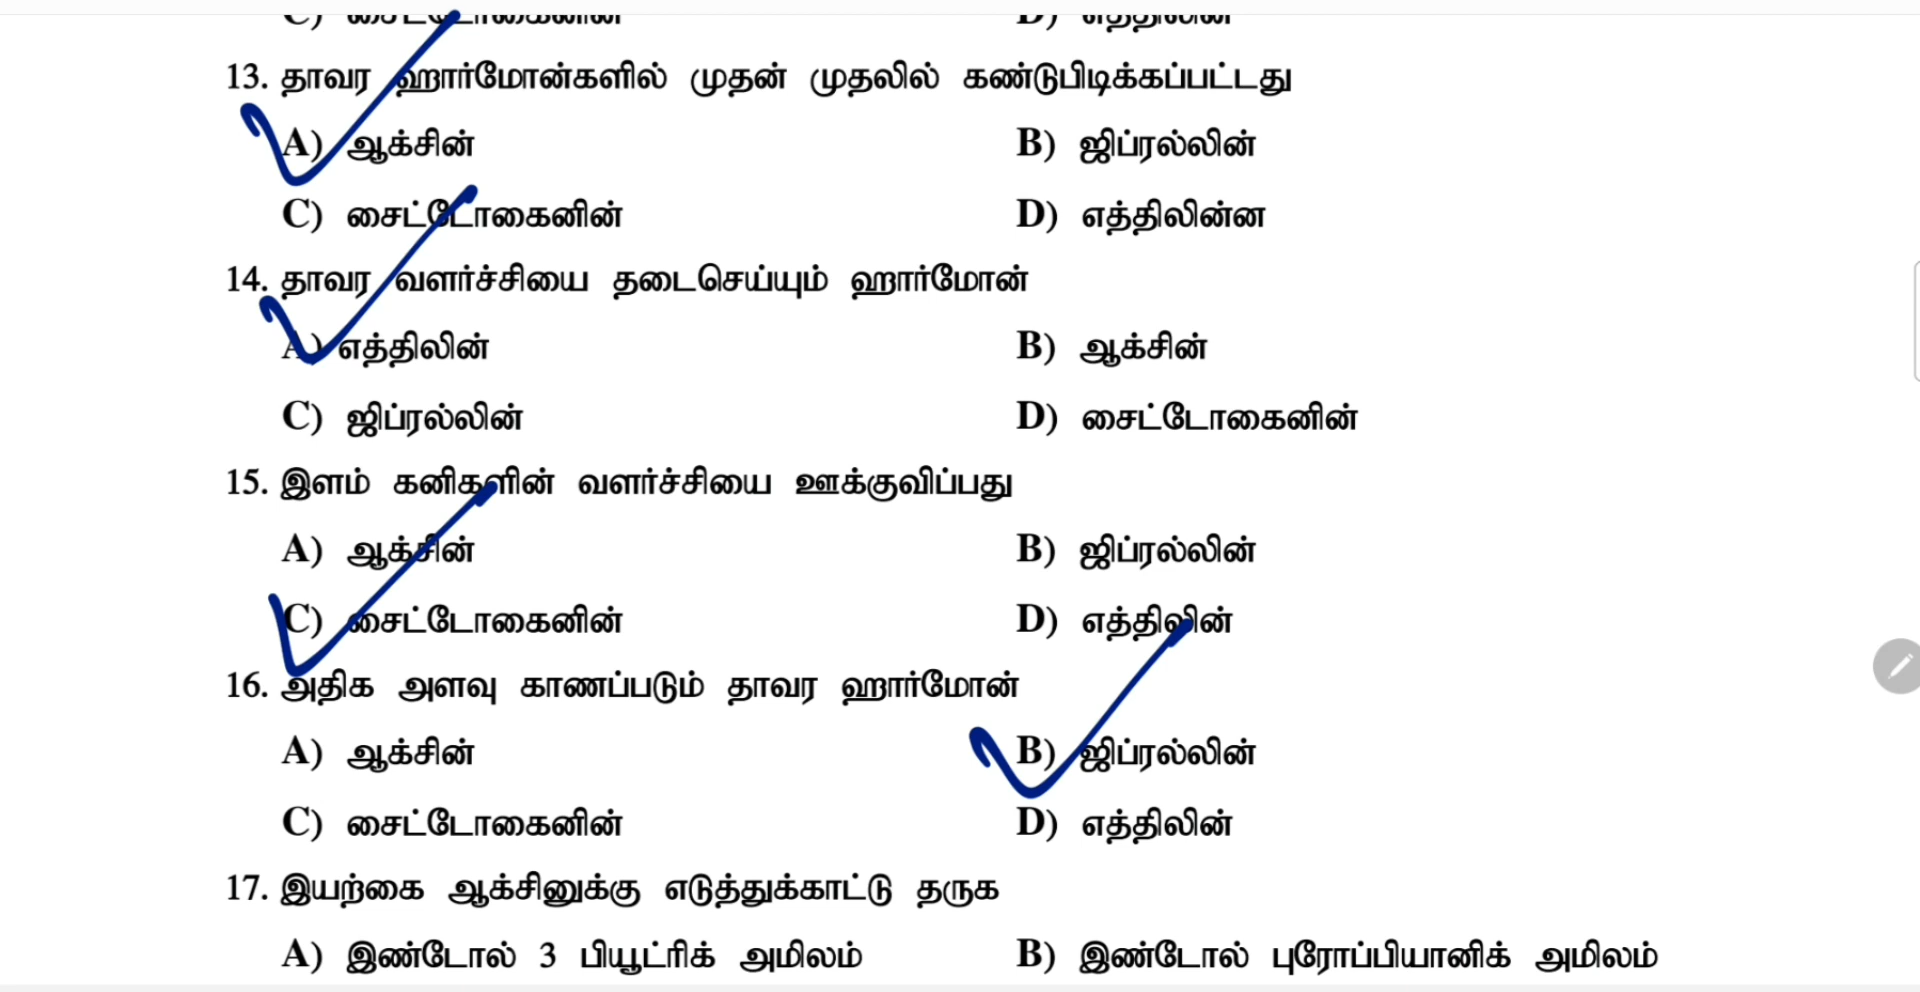 13. தாவர ஹார்மோன்களில் முதன் முதலில் கண்டுபிடிக்கப்பட்டது
A) ஆக்சின் B) ஜிப்ரல்லின்
C) சைட்டோகைனின் D) எத்திலின்ன
14. தாவர வளர்ச்சியை தடைசெய்யும் ஹார்மோன்
A) எத்திலின் B) ஆக்சின்
C) ஜிப்ரல்லின் D) சைட்டோகைனின்
15. இளம் கனிகளின் வளர்ச்சியை ஊக்குவிப்பது
A) ஆக்சின் B) ஜிப்ரல்லின்
C) சைட்டோகைனின் D) எத்திலின்
16. அதிக அளவு காணப்படும் தாவர ஹார்மோன்
A) ஆக்சின் B) ஜிப்ரல்லின்
C) சைட்டோகைனின் D) எத்திலின்
17. இயற்கை ஆக்சினுக்கு எடுத்துக்காட்டு தருக
A) இண்டோல் 3 பியூட்ரிக் அமிலம் B) இண்டோல் புரோப்பியானிக் அமிலம்